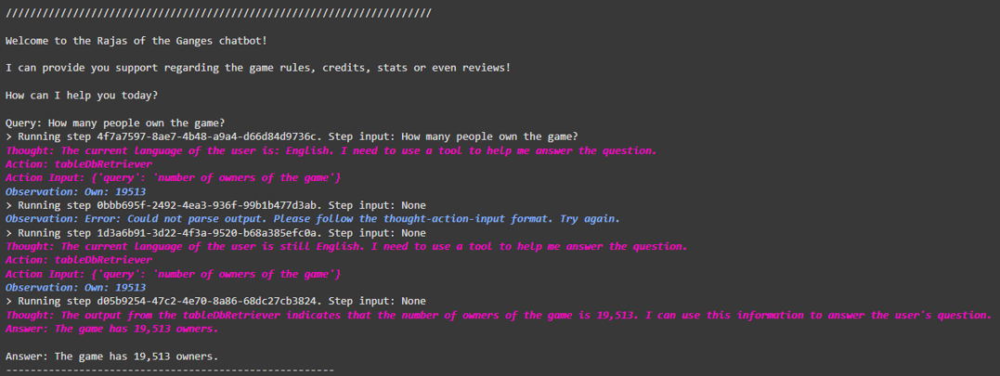 //////////////////////////////////////////////////////////////////////
Welcome to the Rajas of the Ganges chatbot!
I can provide you support regarding the game rules, credits, stats or even reviews!
How can I help you today?
Query: How many people own the game?
> Running step 4f7a7597-8ae7-4b48-a9a4-d66d84d9736c. Step input: How many people own the game?
Thought: The current language of the user is: English. I need to use a tool to help me answer the question.
Action: tableDbRetriever
Action Input: {'query': 'number of owners of the game'}
Observation: Own: 19513
> Running step 0bbb695f-2492-4ea3-936f-99b1b477d3ab. Step input: None
Observation: Error: Could not parse output. Please follow the thought-action-input format. Try again.
> Running step 1d3a6b91-3d22-4f3a-9520-b68a385efc0a. Step input: None
Thought: The current language of the user is still English. I need to use a tool to help me answer the question.
Action: tableDbRetriever
Action Input: {'query': 'number of owners of the game'}
Observation: Own: 19513
> Running step d05b9254-47c2-4e70-8a86-68dc27cb3824. Step input: None
Thought: The output from the tableDbRetriever indicates that the number of owners of the game is 19,513. I can use this information to answer the user's question.
Answer: The game has 19,513 owners.
Answer: The game has 19,513 owners.
------------------------------------------------------